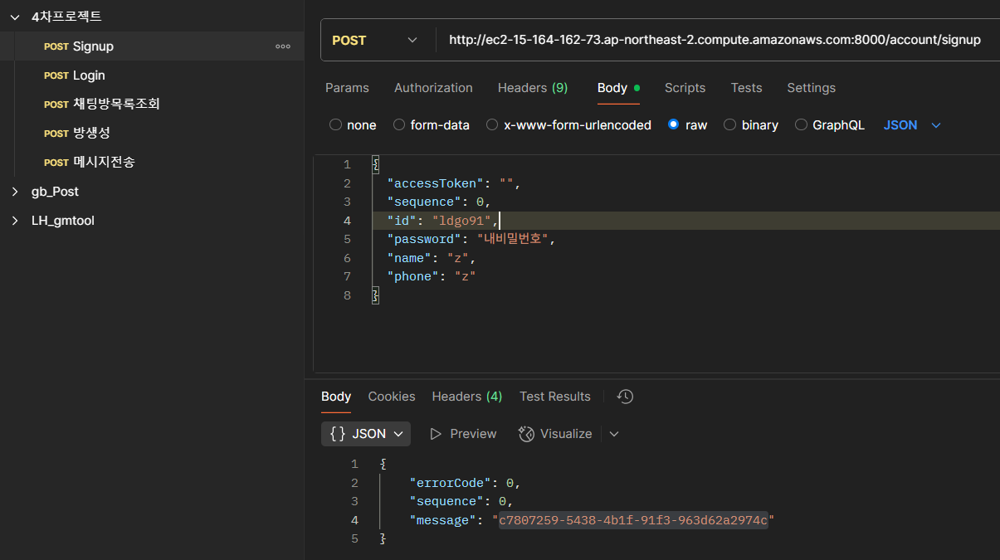 4차프로젝트
POST Signup
POST Login
POST 채팅방목록조회
POST 방생성
POST 메시지전송
gb_Post
LH_gmtool
POST http://ec2-15-164-162-73.ap-northeast-2.compute.amazonaws.com:8000/account/signup
Params Authorization Headers (9) Body Scripts Tests Settings
none form-data x-www-form-urlencoded raw binary GraphQL JSON
1 {
2 "accessToken": "",
3 "sequence": 0,
4 "id": "ldgo91",
5 "password": "내비밀번호",
6 "name": "z",
7 "phone": "z"
8 }
Body Cookies Headers (4) Test Results
{} JSON Preview Visualize
1 {
2 "errorCode": 0,
3 "sequence": 0,
4 "message": "c7807259-5438-4b1f-91f3-963d62a2974c"
5 }